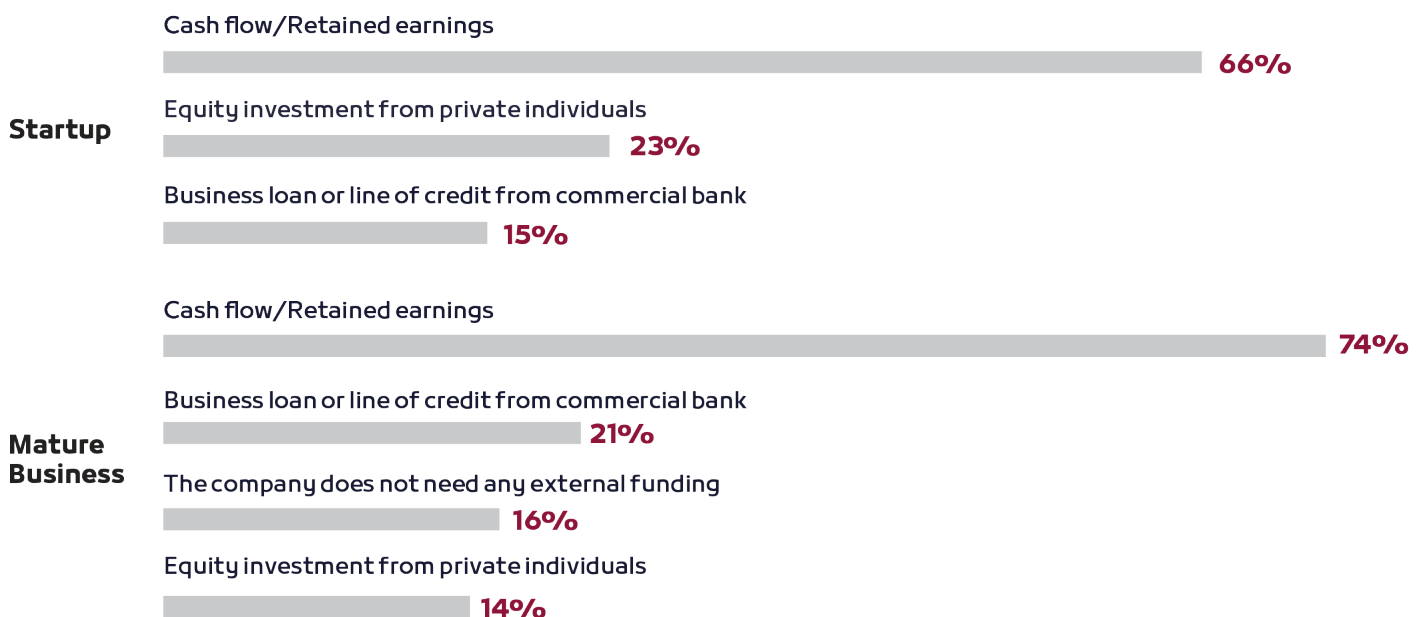 Cash flow/Retained earnings
66%
Equity investment from private individuals
Startup
23%
Business loan or line of credit from commercial bank
15%
Cash flow/Retained earnings
74%
Business loan or line of credit from commercial bank
21%
Mature
Business
The company does not need any external funding
16%
Equity investment from private individuals
14%